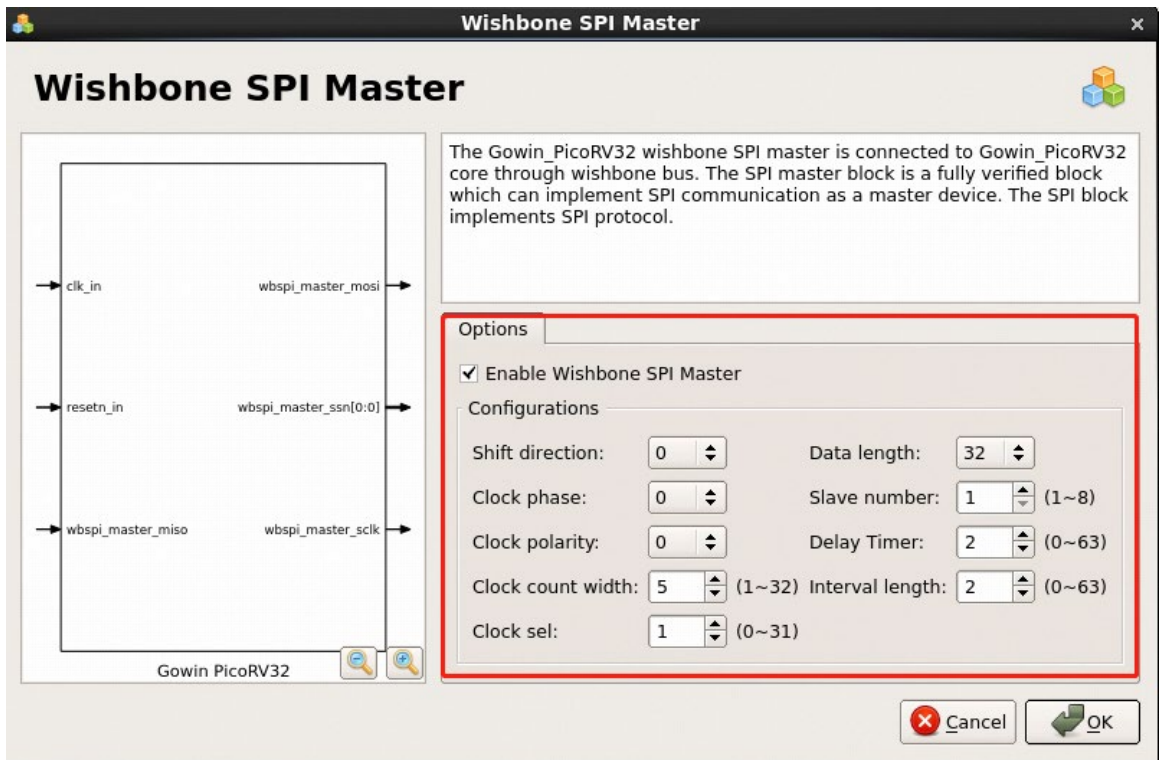 Wishbone SPI Master
Wishbone SPI Master
clk_in
wbspi_master_mosi
resetn_in
wbspi_master_ssn[0:0]
wbspi_master_miso
wbspi_master_sclk
Gowin PicoRV32
The Gowin_PicoRV32 wishbone SPI master is connected to Gowin_PicoRV32
core through wishbone bus. The SPI master block is a fully verified block
which can implement SPI communication as a master device. The SPI block
implements SPI protocol.
Options
Enable Wishbone SPI Master
Configurations
Shift direction: 0 Data length: 32
Clock phase: 0 Slave number: 1 (1~8)
Clock polarity: 0 Delay Timer: 2 (0~63)
Clock count width: 5 (1~32) Interval length: 2 (0~63)
Clock sel: 1 (0~31)
Cancel OK